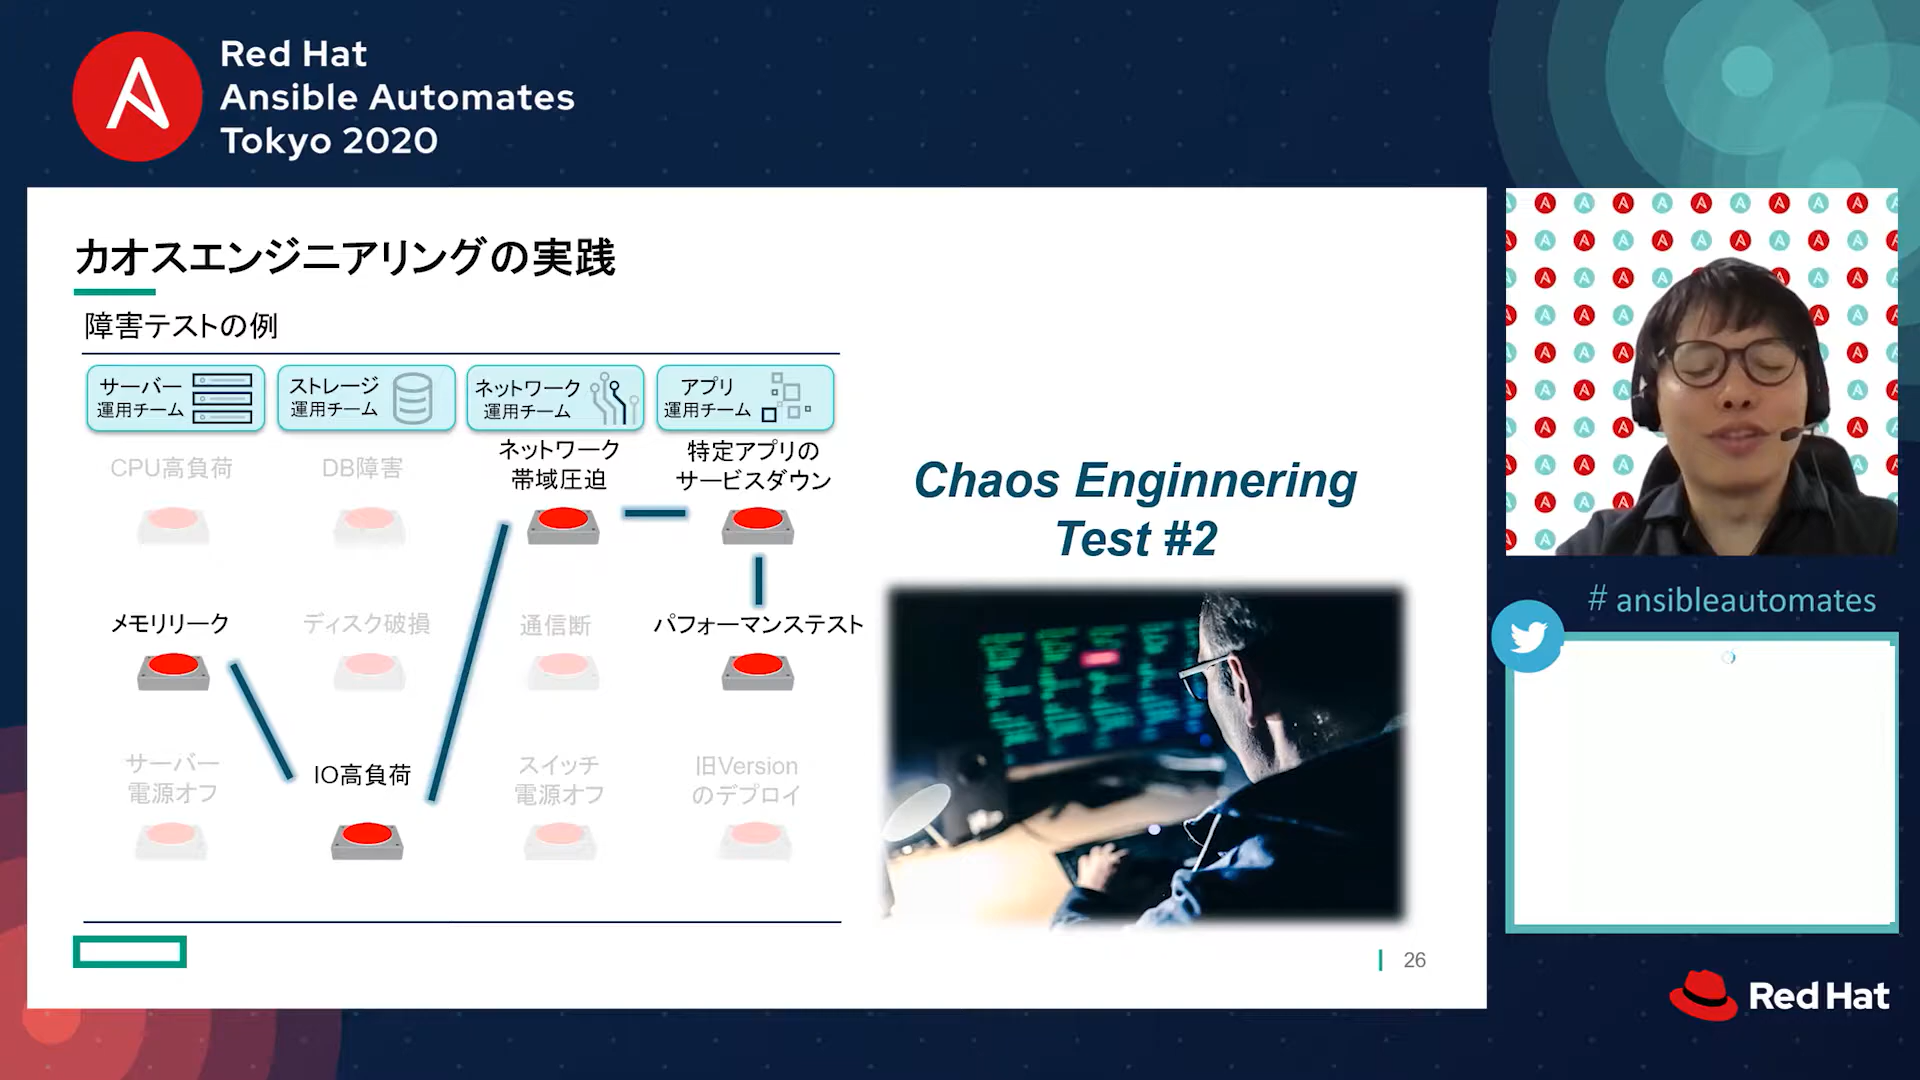 Red Hat
Ansible Automates
Tokyo 2020
カオスエンジニアリングの実践
障害テストの例
サーバー
運用チーム
ストレージ
運用チーム
ネットワーク
運用チーム
アプリ
運用チーム
CPU高負荷
DB障害
ネットワーク
帯域圧迫
特定アプリの
サービスダウン
メモリリーク
ディスク破損
通信断
パフォーマンステスト
サーバー
電源オフ
IO高負荷
スイッチ
電源オフ
旧Version
のデプロイ
Chaos Enginnering
Test #2
26
# ansibleautomates
Red Hat